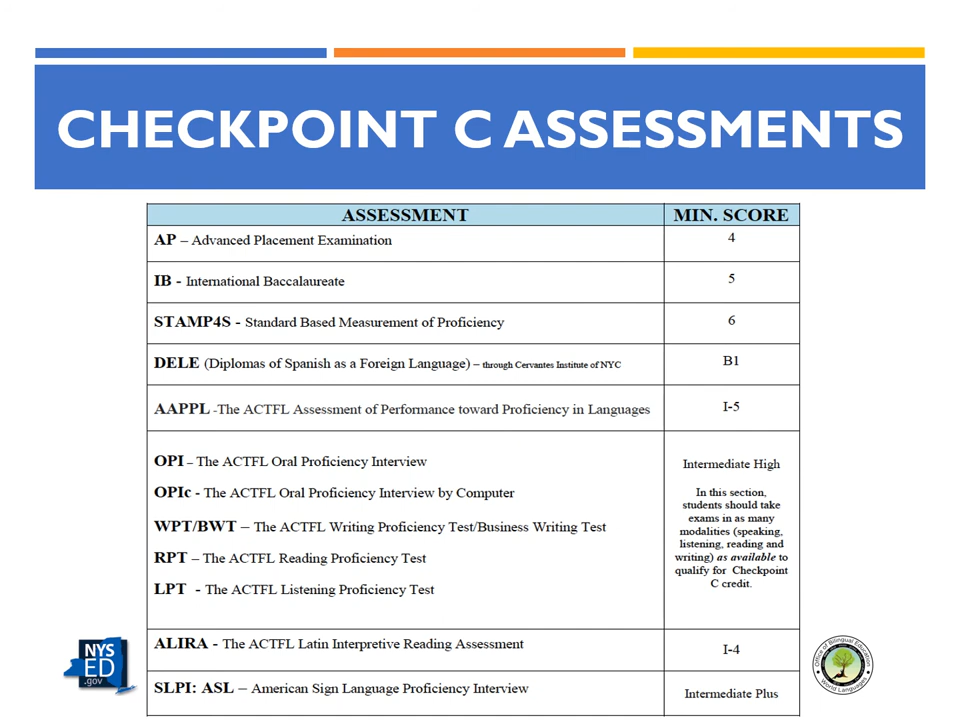 CHECKPOINT C ASSESSMENTS
ASSESSMENT MIN. SCORE
AP – Advanced Placement Examination 4
IB - International Baccalaureate 5
STAMP4S - Standard Based Measurement of Proficiency 6
DELE (Diplomas of Spanish as a Foreign Language) – through Cervantes Institute of NYC B1
AAPPL -The ACTFL Assessment of Performance toward Proficiency in Languages I-5
OPI – The ACTFL Oral Proficiency Interview
OPIc - The ACTFL Oral Proficiency Interview by Computer
WPT/BWT – The ACTFL Writing Proficiency Test/Business Writing Test
RPT – The ACTFL Reading Proficiency Test
LPT - The ACTFL Listening Proficiency Test
Intermediate High
In this section,
students should take
exams in as many
modalities (speaking,
listening, reading and
writing) as available to
qualify for Checkpoint
C credit.
ALIRA - The ACTFL Latin Interpretive Reading Assessment I-4
SLPI: ASL – American Sign Language Proficiency Interview Intermediate Plus
NYS
ED
.gov
Office of Bilingual Education
World Languages